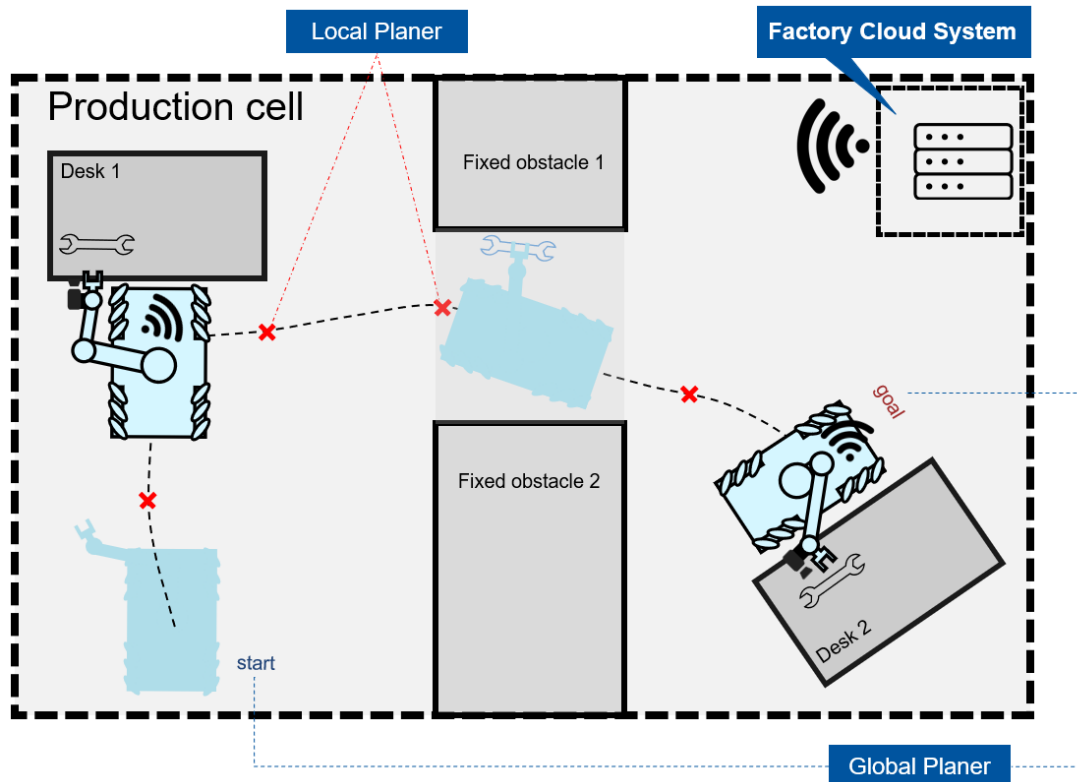 Local Planer
Factory Cloud System
Production cell
Desk 1
Fixed obstacle 1
goal
Fixed obstacle 2
Desk 2
start
Global Planer